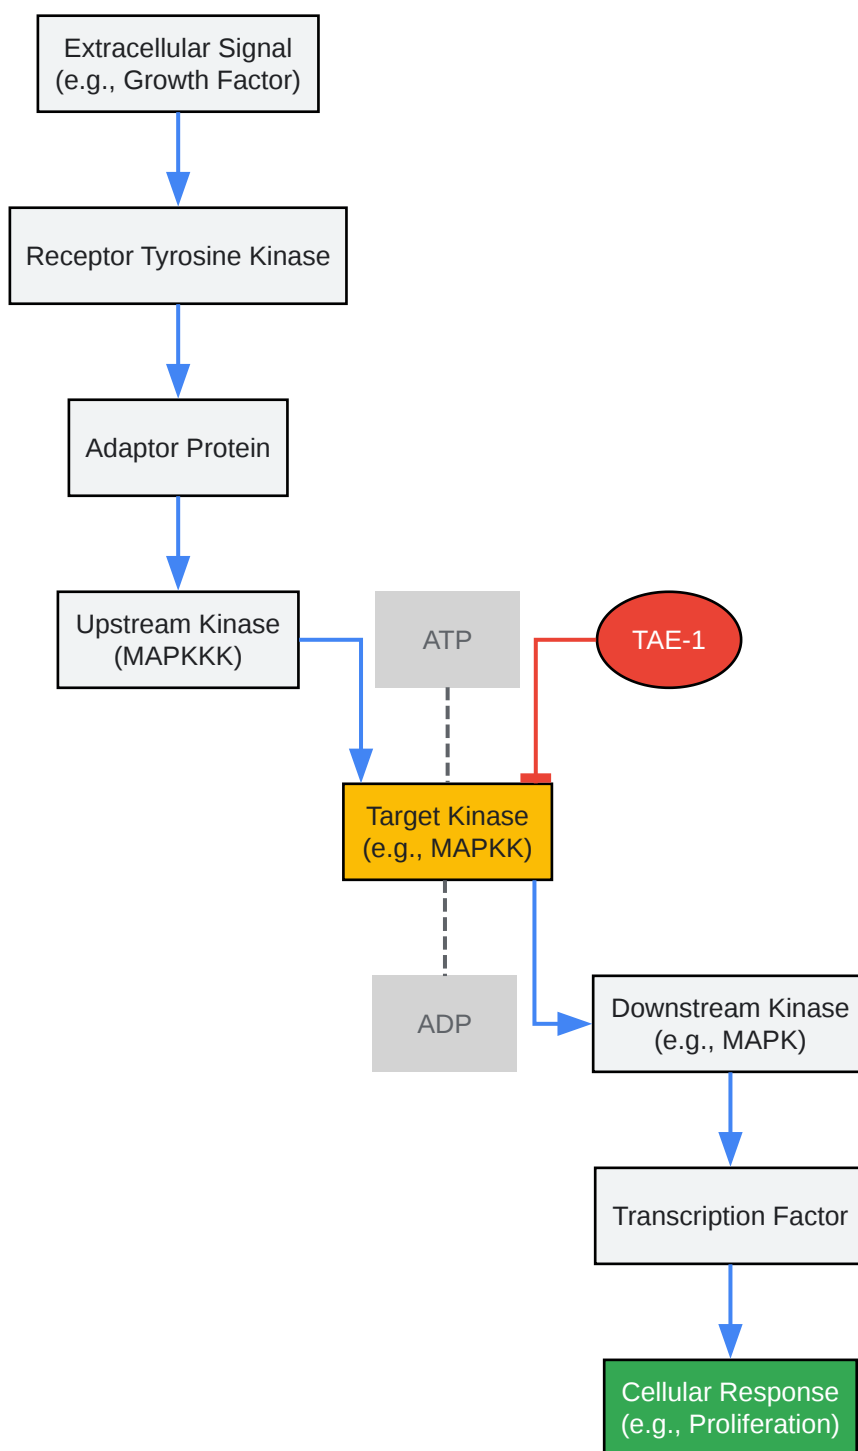 Extracellular Signal
(e.g., Growth Factor)
Receptor Tyrosine Kinase
Adaptor Protein
Upstream Kinase
(MAPKKK)
ATP
TAE-1
Target Kinase
(e.g., MAPKK)
ADP
Downstream Kinase
(e.g., MAPK)
Transcription Factor
Cellular Response
(e.g., Proliferation)